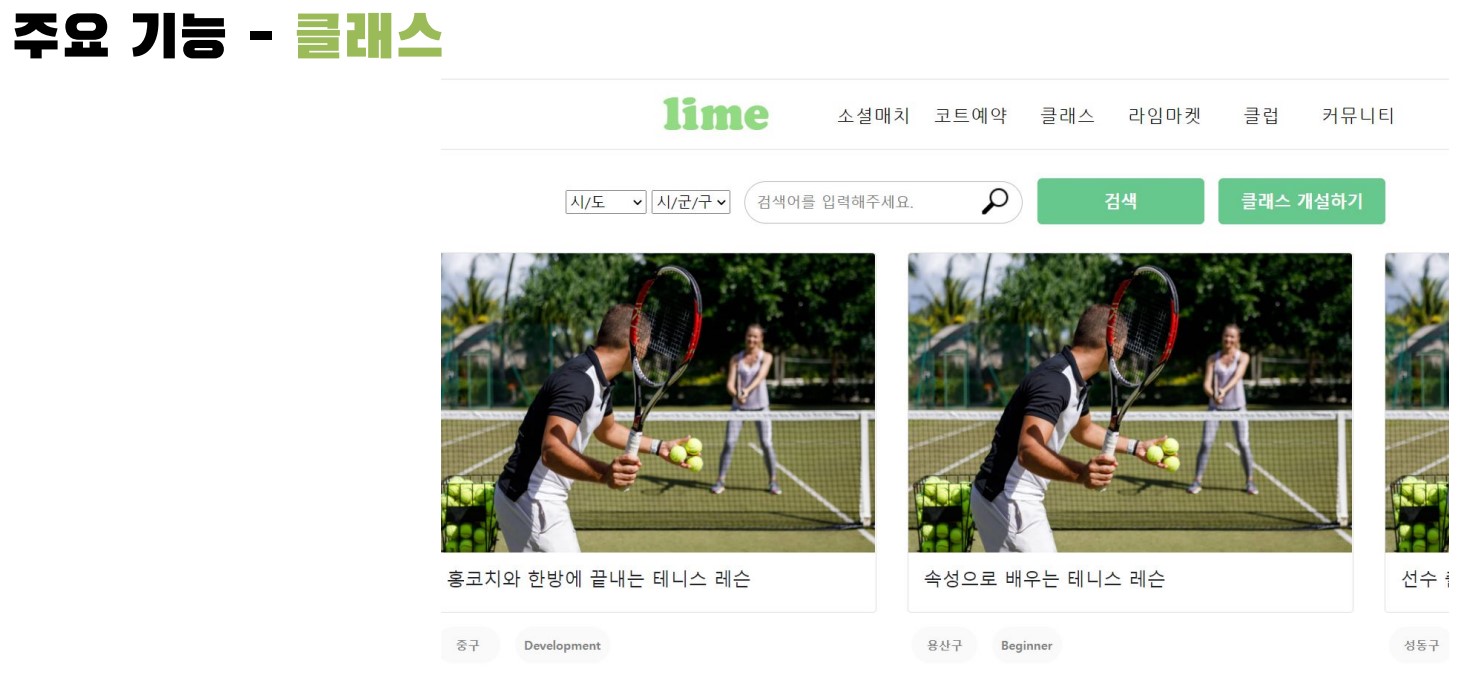 주요 기능 - 클래스
lime 소셜매치 코트예약 클래스 라임마켓 클럽 커뮤니티
시/도 시/군/구 검색어를 입력해주세요. 검색 클래스 개설하기
홍코치와 한방에 끝내는 테니스 레슨 속성으로 배우는 테니스 레슨 선수
중구 Development 용산구 Beginner 성동구